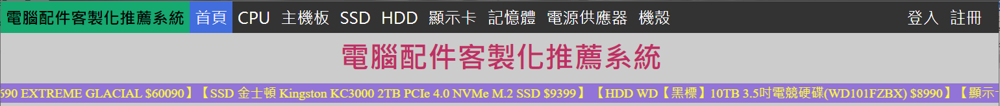 電腦配件客製化推薦系統 首頁 CPU 主機板 SSD HDD 顯示卡 記憶體 電源供應器 機殼 登入 註冊
電腦配件客製化推薦系統
690 EXTREME GLACIAL $60090】【SSD 金士頓 Kingston KC3000 2TB PCIe 4.0 NVMe M.2 SSD $9399】【HDD WD【黑標】10TB 3.5吋電競硬碟(WD101FZBX) $8990】【顯示